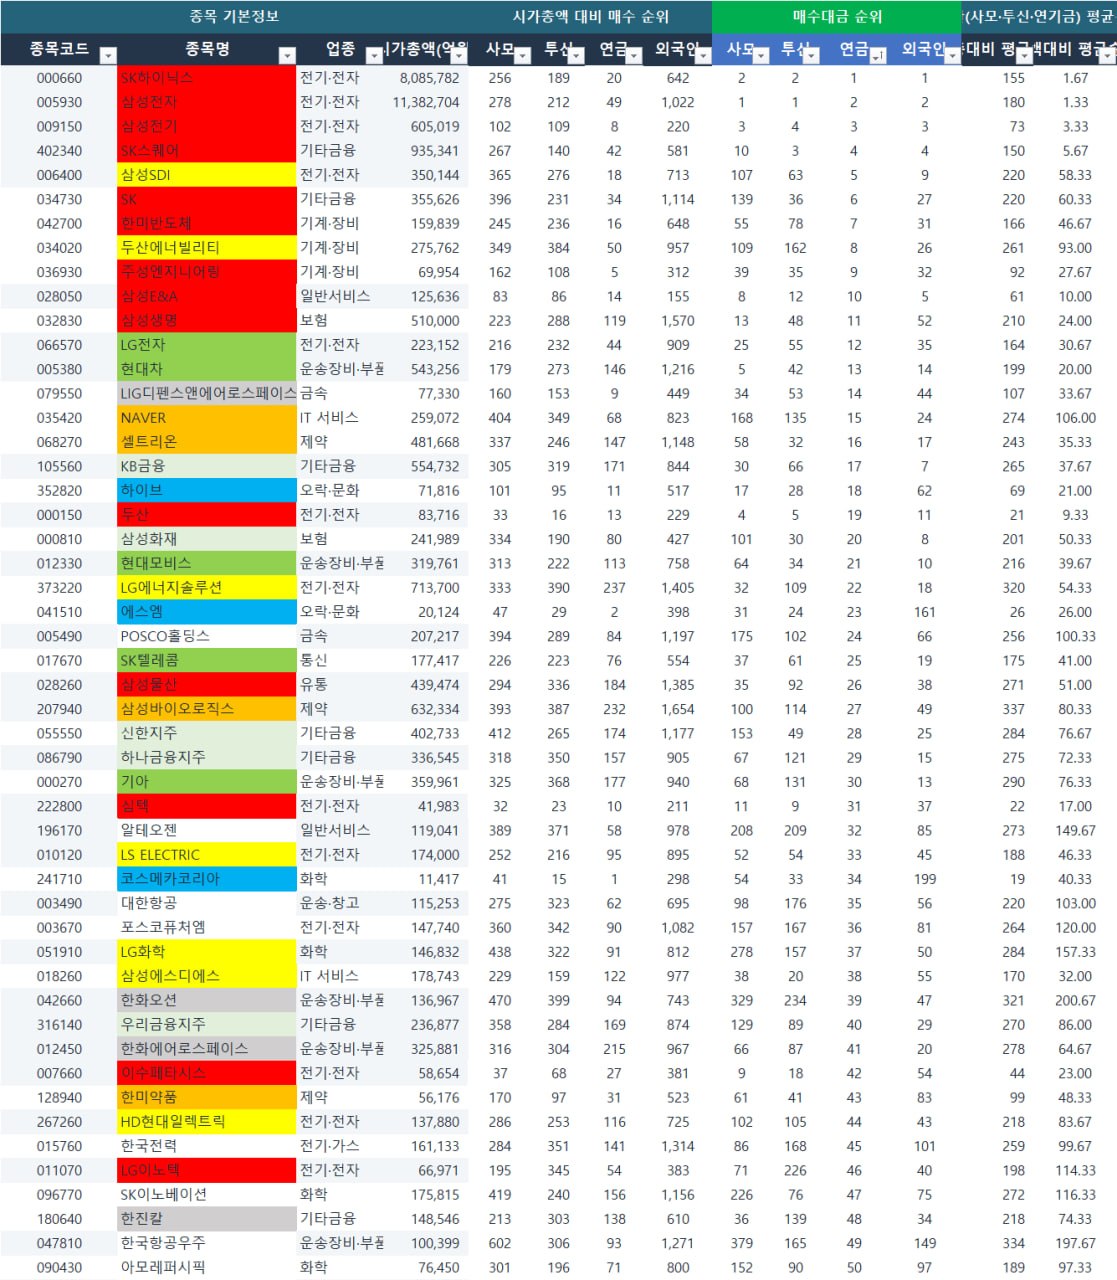 종목 기본정보 시가총액 대비 매수 순위 매수대금 순위 (사모·투신·연기금) 평균
종목코드 종목명 업종 가총액(억원 사모 투신 연금 외국인 사모 투신 연금 외국인 대비 평균 대비 평균
000660 SK하이닉스 전기·전자 8,085,782 256 189 20 642 2 2 1 1 155 1.67
005930 삼성전자 전기·전자 11,382,704 278 212 49 1,022 1 1 2 2 180 1.33
009150 삼성전기 전기·전자 605,019 102 109 8 220 3 4 3 3 73 3.33
402340 SK스퀘어 기타금융 935,341 267 140 42 581 10 3 4 4 150 5.67
006400 삼성SDI 전기·전자 350,144 365 276 18 713 107 63 5 9 220 58.33
034730 SK 기타금융 355,626 396 231 34 1,114 139 36 6 27 220 60.33
042700 한미반도체 기계·장비 159,839 245 236 16 648 55 78 7 31 166 46.67
034020 두산에너빌리티 기계·장비 275,762 349 384 50 957 109 162 8 26 261 93.00
036930 주성엔지니어링 기계·장비 69,954 162 108 5 312 39 35 9 32 92 27.67
028050 삼성E&A 일반서비스 125,636 83 86 14 155 8 12 10 5 61 10.00
032830 삼성생명 보험 510,000 223 288 119 1,570 13 48 11 52 210 24.00
066570 LG전자 전기·전자 223,152 216 232 44 909 25 55 12 35 164 30.67
005380 현대차 운송장비·부품 543,256 179 273 146 1,216 5 42 13 14 199 20.00
079550 LIG디펜스앤에어로스페이스 금속 77,330 160 153 9 449 34 53 14 44 107 33.67
035420 NAVER IT 서비스 259,072 404 349 68 823 168 135 15 24 274 106.00
068270 셀트리온 제약 481,668 337 246 147 1,148 58 32 16 17 243 35.33
105560 KB금융 기타금융 554,732 305 319 171 844 30 66 17 7 265 37.67
352820 하이브 오락·문화 71,816 101 95 11 517 17 28 18 62 69 21.00
000150 두산 전기·전자 83,716 33 16 13 229 4 5 19 11 21 9.33
000810 삼성화재 보험 241,989 334 190 80 427 101 30 20 8 201 50.33
012330 현대모비스 운송장비·부품 319,761 313 222 113 758 64 34 21 10 216 39.67
373220 LG에너지솔루션 전기·전자 713,700 333 390 237 1,405 32 109 22 18 320 54.33
041510 에스엠 오락·문화 20,124 47 29 2 398 31 24 23 161 26 26.00
005490 POSCO홀딩스 금속 207,217 394 289 84 1,197 175 102 24 66 256 100.33
017670 SK텔레콤 통신 177,417 226 223 76 554 37 61 25 19 175 41.00
028260 삼성물산 유통 439,474 294 336 184 1,385 35 92 26 38 271 51.00
207940 삼성바이오로직스 제약 632,334 393 387 232 1,654 100 114 27 49 337 80.33
055550 신한지주 기타금융 402,733 412 265 174 1,177 153 49 28 25 284 76.67
086790 하나금융지주 기타금융 336,545 318 350 157 905 67 121 29 15 275 72.33
000270 기아 운송장비·부품 359,961 325 368 177 940 68 131 30 13 290 76.33
222800 심텍 전기·전자 41,983 32 23 10 211 11 9 31 37 22 17.00
196170 알테오젠 일반서비스 119,041 389 371 58 978 208 209 32 85 273 149.67
010120 LS ELECTRIC 전기·전자 174,000 252 216 95 895 52 54 33 45 188 46.33
241710 코스메카코리아 화학 11,417 41 15 1 298 54 33 34 199 19 40.33
003490 대한항공 운송·창고 115,253 275 323 62 695 98 176 35 56 220 103.00
003670 포스코퓨처엠 전기·전자 147,740 360 342 90 1,082 157 167 36 81 264 120.00
051910 LG화학 화학 146,832 438 322 91 812 278 157 37 50 284 157.33
018260 삼성에스디에스 IT 서비스 178,743 229 159 122 977 38 20 38 55 170 32.00
042660 한화오션 운송장비·부품 136,967 470 399 94 743 329 234 39 47 321 200.67
316140 우리금융지주 기타금융 236,877 358 284 169 874 129 89 40 29 270 86.00
012450 한화에어로스페이스 운송장비·부품 325,881 316 304 215 967 66 87 41 20 278 64.67
007660 이수페타시스 전기·전자 58,654 37 68 27 381 9 18 42 54 44 23.00
128940 한미약품 제약 56,176 170 97 31 523 61 41 43 83 99 48.33
267260 HD현대일렉트릭 전기·전자 137,880 286 253 116 725 102 105 44 43 218 83.67
015760 한국전력 전기·가스 161,133 284 351 141 1,314 86 168 45 101 259 99.67
011070 LG이노텍 전기·전자 66,971 195 345 54 383 71 226 46 40 198 114.33
096770 SK이노베이션 화학 175,815 419 240 156 1,156 226 76 47 75 272 116.33
180640 한진칼 기타금융 148,546 213 303 138 610 36 139 48 34 218 74.33
047810 한국항공우주 운송장비·부품 100,399 602 306 93 1,271 379 165 49 149 334 197.67
090430 아모레퍼시픽 화학 76,450 301 196 71 800 152 90 50 97 189 97.33